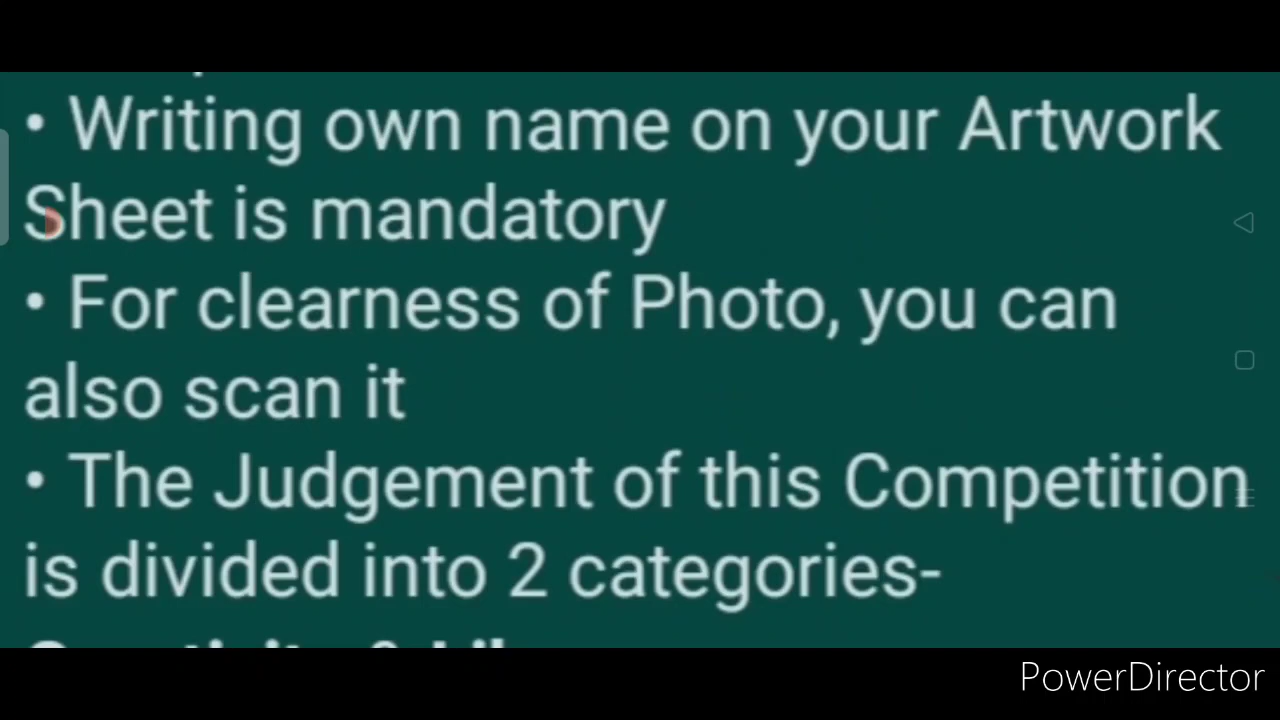 • Writing own name on your Artwork
Sheet is mandatory
• For clearness of Photo, you can
also scan it
• The Judgement of this Competition
is divided into 2 categories-
PowerDirector